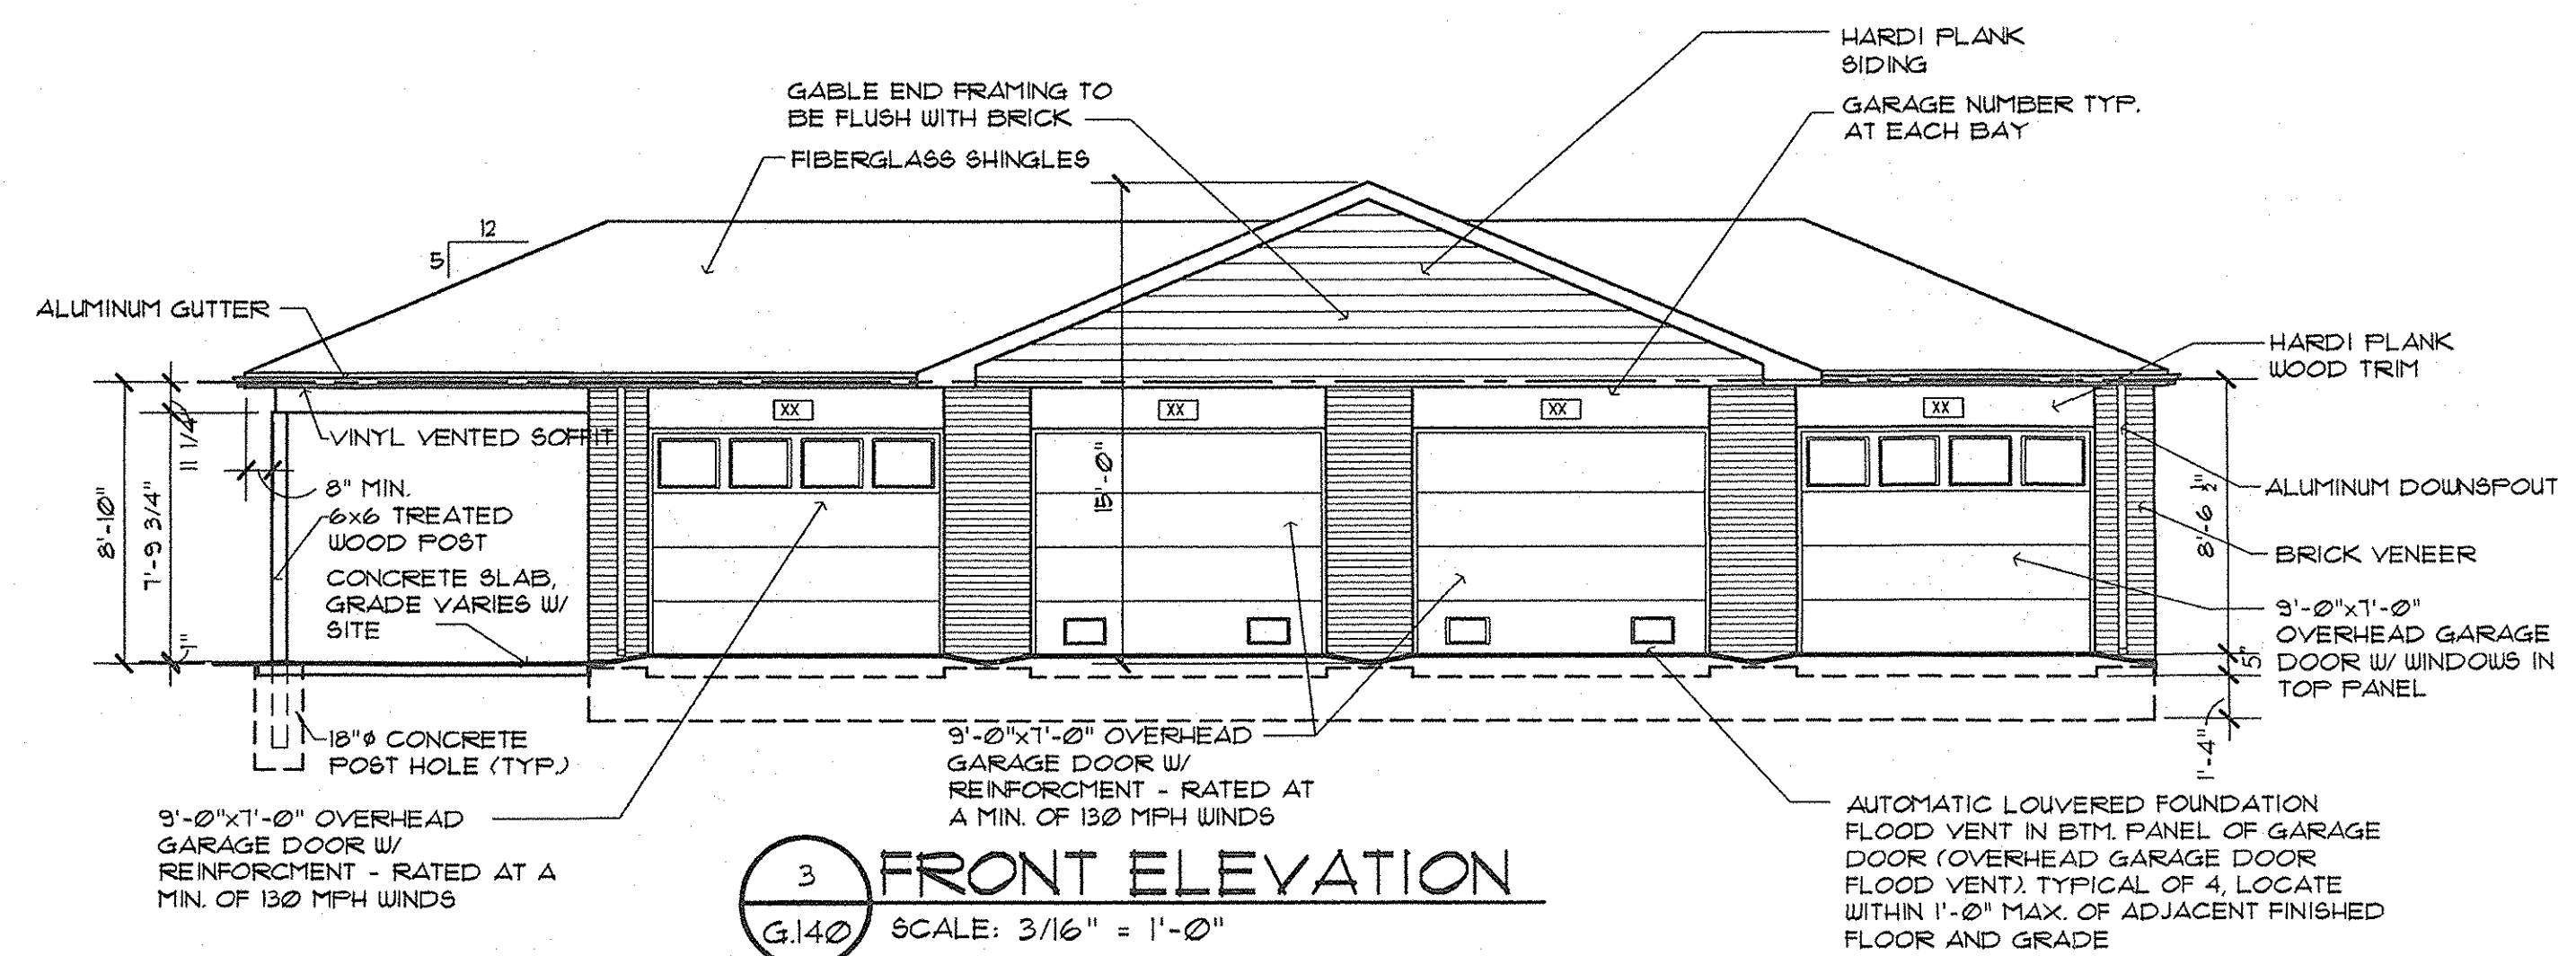 HARDI PLANK
SIDING
GABLE END FRAMING TO
BE FLUSH WITH BRICK
GARAGE NUMBER TYP.
AT EACH BAY
FIBERGLASS SHINGLES
12
5
ALUMINUM GUTTER
HARDI PLANK
WOOD TRIM
XX
XX
XX
XX
VINYL VENTED SOFFIT
11 1/4"
8'-10"
7'-9 3/4"
1"
15'-0"
8'-6 1/2"
5"
1'-4"
8" MIN.
6x6 TREATED
WOOD POST
CONCRETE SLAB,
GRADE VARIES W/
SITE
ALUMINUM DOWNSPOUT
BRICK VENEER
9'-0"x7'-0"
OVERHEAD GARAGE
DOOR W/ WINDOWS IN
TOP PANEL
18"ø CONCRETE
POST HOLE (TYP.)
9'-0"x7'-0" OVERHEAD
GARAGE DOOR W/
REINFORCMENT - RATED AT
A MIN. OF 130 MPH WINDS
9'-0"x7'-0" OVERHEAD
GARAGE DOOR W/
REINFORCMENT - RATED AT A
MIN. OF 130 MPH WINDS
AUTOMATIC LOUVERED FOUNDATION
FLOOD VENT IN BTM. PANEL OF GARAGE
DOOR (OVERHEAD GARAGE DOOR
FLOOD VENT). TYPICAL OF 4, LOCATE
WITHIN 1'-0" MAX. OF ADJACENT FINISHED
FLOOR AND GRADE
3
G.140
FRONT ELEVATION
SCALE: 3/16" = 1'-0"